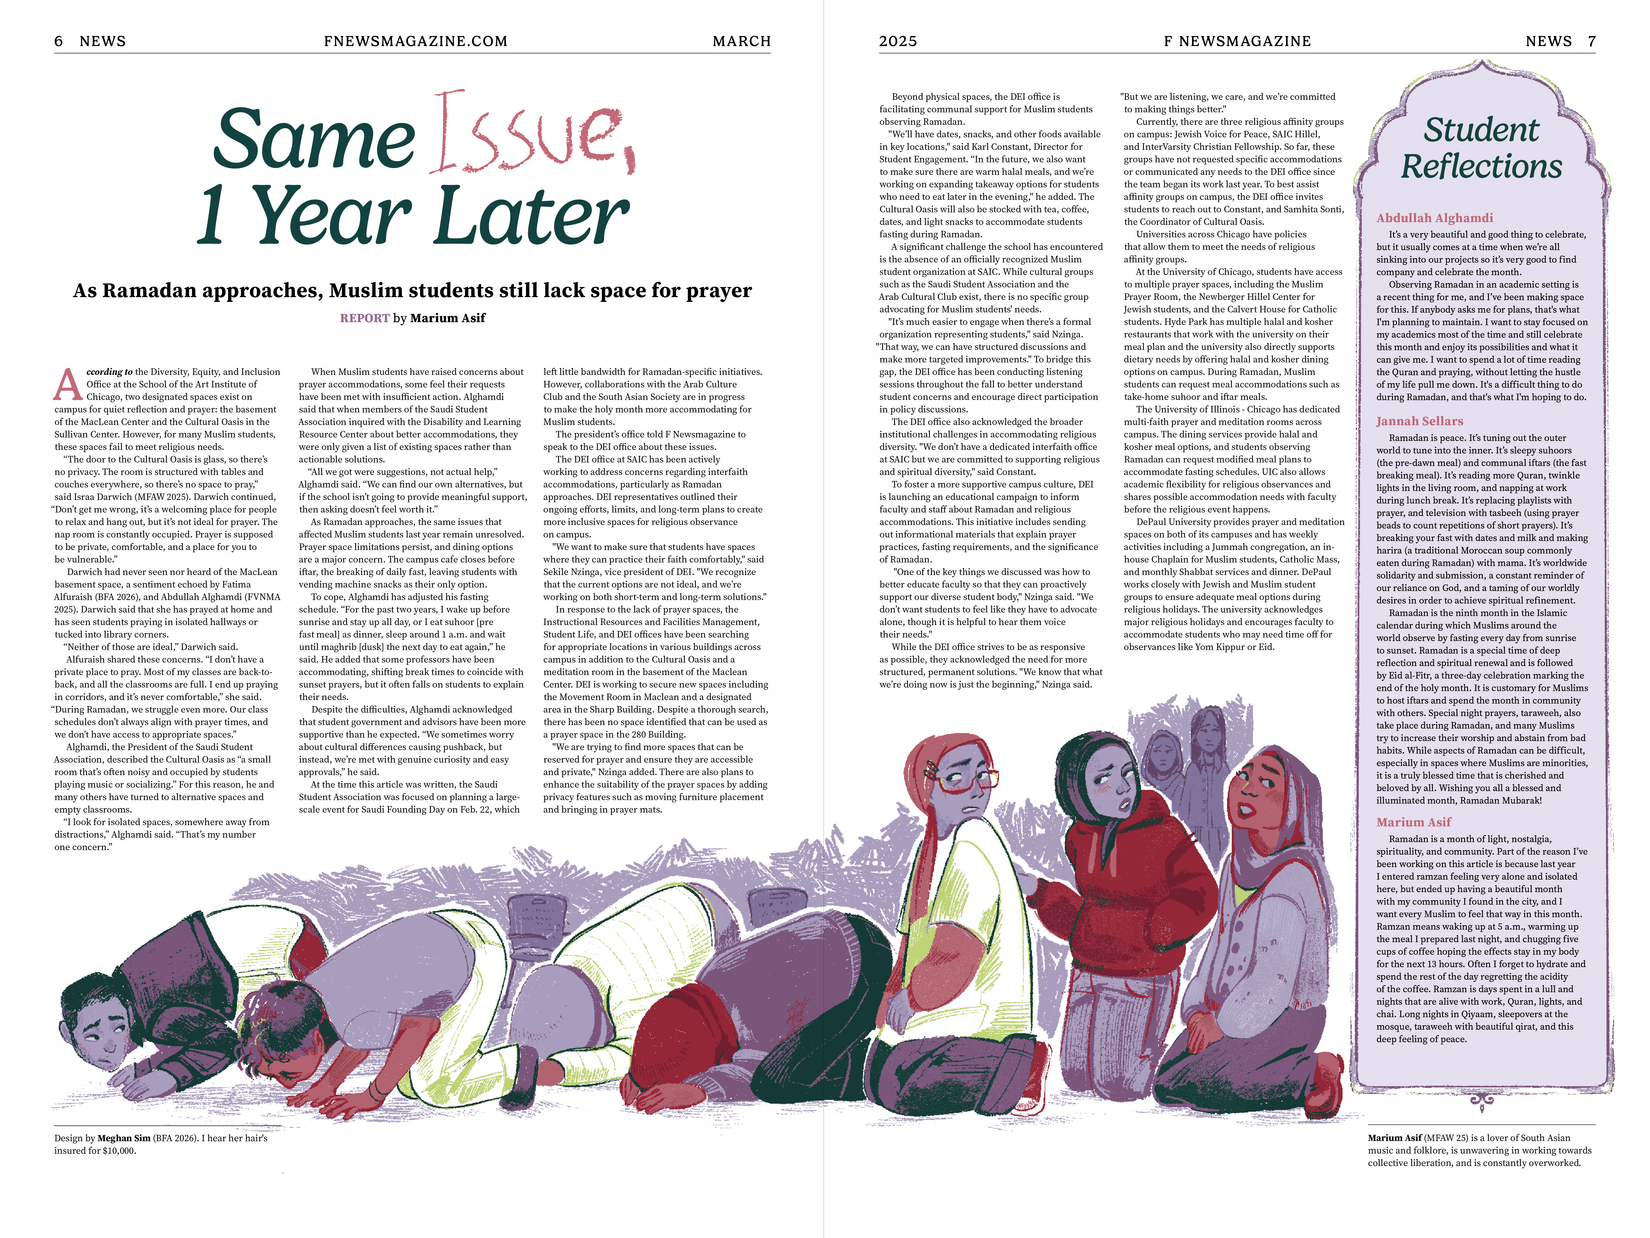 6 NEWS
FNEWSMAGAZINE.COM
MARCH
Same Issue,
1 Year Later
As Ramadan approaches, Muslim students still lack space for prayer
REPORT by Marium Asif
According to the Diversity, Equity, and Inclusion
Office at the School of the Art Institute of
Chicago, two designated spaces exist on
campus for quiet reflection and prayer: the basement
of the MacLean Center and the Cultural Oasis in the
Sullivan Center. However, for many Muslim students,
these spaces fail to meet religious needs.
“The door to the Cultural Oasis is glass, so there’s
no privacy. The room is structured with tables and
couches everywhere, so there’s no space to pray,”
said Israa Darwich (MFAW 2025). Darwich continued,
“Don’t get me wrong, it’s a welcoming place for people
to relax and hang out, but it’s not ideal for prayer. The
nap room is constantly occupied. Prayer is supposed
to be private, comfortable, and a place for you to
be vulnerable.”
Darwich had never seen nor heard of the MacLean
basement space, a sentiment echoed by Fatima
Alfuraish (BFA 2026), and Abdullah Alghamdi (FVNMA
2025). Darwich said that she has prayed at home and
has seen students praying in isolated hallways or
tucked into library corners.
“Neither of those are ideal,” Darwich said.
Alfuraish shared these concerns. “I don’t have a
private place to pray. Most of my classes are back-to-
back, and all the classrooms are full. I end up praying
in corridors, and it’s never comfortable,” she said.
“During Ramadan, we struggle even more. Our class
schedules don’t always align with prayer times, and
we don’t have access to appropriate spaces.”
Alghamdi, the President of the Saudi Student
Association, described the Cultural Oasis as “a small
room that’s often noisy and occupied by students
playing music or socializing.” For this reason, he and
many others have turned to alternative spaces and
empty classrooms.
“I look for isolated spaces, somewhere away from
distractions,” Alghamdi said. “That’s my number
one concern.”
When Muslim students have raised concerns about
prayer accommodations, some feel their requests
have been met with insufficient action. Alghamdi
said that when members of the Saudi Student
Association inquired with the Disability and Learning
Resource Center about better accommodations, they
were only given a list of existing spaces rather than
actionable solutions.
“All we got were suggestions, not actual help,”
Alghamdi said. “We can find our own alternatives, but
if the school isn’t going to provide meaningful support,
then asking doesn’t feel worth it.”
As Ramadan approaches, the same issues that
affected Muslim students last year remain unresolved.
Prayer space limitations persist, and dining options
are a major concern. The campus cafe closes before
iftar, the breaking of daily fast, leaving students with
vending machine snacks as their only option.
To cope, Alghamdi has adjusted his fasting
schedule. “For the past two years, I wake up before
sunrise and stay up all day, or I eat suhoor [pre
fast meal] as dinner, sleep around 1 a.m. and wait
until maghrib [dusk] the next day to eat again,” he
said. He added that some professors have been
accommodating, shifting break times to coincide with
sunset prayers, but it often falls on students to explain
their needs.
Despite the difficulties, Alghamdi acknowledged
that student government and advisors have been more
supportive than he expected. “We sometimes worry
about cultural differences causing pushback, but
instead, we’re met with genuine curiosity and easy
approvals,” he said.
At the time this article was written, the Saudi
Student Association was focused on planning a large-
scale event for Saudi Founding Day on Feb. 22, which
left little bandwidth for Ramadan-specific initiatives.
However, collaborations with the Arab Culture
Club and the South Asian Society are in progress
to make the holy month more accommodating for
Muslim students.
The president’s office told F Newsmagazine to
speak to the DEI office about these issues.
The DEI office at SAIC has been actively
working to address concerns regarding interfaith
accommodations, particularly as Ramadan
approaches. DEI representatives outlined their
ongoing efforts, limits, and long-term plans to create
more inclusive spaces for religious observance
on campus.
"We want to make sure that students have spaces
where they can practice their faith comfortably," said
Sekile Nzinga, vice president of DEI. "We recognize
that the current options are not ideal, and we’re
working on both short-term and long-term solutions."
In response to the lack of prayer spaces, the
Instructional Resources and Facilities Management,
Student Life, and DEI offices have been searching
for appropriate locations in various buildings across
campus in addition to the Cultural Oasis and a
meditation room in the basement of the Maclean
Center. DEI is working to secure new spaces including
the Movement Room in Maclean and a designated
area in the Sharp Building. Despite a thorough search,
there has been no space identified that can be used as
a prayer space in the 280 Building.
"We are trying to find more spaces that can be
reserved for prayer and ensure they are accessible
and private," Nzinga added. There are also plans to
enhance the suitability of the prayer spaces by adding
privacy features such as moving furniture placement
and bringing in prayer mats.
Design by Meghan Sim (BFA 2026). I hear her hair's
insured for $10,000.
2025
F NEWSMAGAZINE
NEWS 7
Beyond physical spaces, the DEI office is
facilitating communal support for Muslim students
observing Ramadan.
"We’ll have dates, snacks, and other foods available
in key locations," said Karl Constant, Director for
Student Engagement. “In the future, we also want
to make sure there are warm halal meals, and we’re
working on expanding takeaway options for students
who need to eat later in the evening,” he added. The
Cultural Oasis will also be stocked with tea, coffee,
dates, and light snacks to accommodate students
fasting during Ramadan.
A significant challenge the school has encountered
is the absence of an officially recognized Muslim
student organization at SAIC. While cultural groups
such as the Saudi Student Association and the
Arab Cultural Club exist, there is no specific group
advocating for Muslim students' needs.
"It’s much easier to engage when there’s a formal
organization representing students," said Nzinga.
"That way, we can have structured discussions and
make more targeted improvements." To bridge this
gap, the DEI office has been conducting listening
sessions throughout the fall to better understand
student concerns and encourage direct participation
in policy discussions.
The DEI office also acknowledged the broader
institutional challenges in accommodating religious
diversity. "We don’t have a dedicated interfaith office
at SAIC but we are committed to supporting religious
and spiritual diversity," said Constant.
To foster a more supportive campus culture, DEI
is launching an educational campaign to inform
faculty and staff about Ramadan and religious
accommodations. This initiative includes sending
out informational materials that explain prayer
practices, fasting requirements, and the significance
of Ramadan.
"One of the key things we discussed was how to
better educate faculty so that they can proactively
support our diverse student body," Nzinga said. "We
don’t want students to feel like they have to advocate
alone, though it is helpful to hear them voice
their needs."
While the DEI office strives to be as responsive
as possible, they acknowledged the need for more
structured, permanent solutions. "We know that what
we’re doing now is just the beginning," Nzinga said.
"But we are listening, we care, and we’re committed
to making things better."
Currently, there are three religious affinity groups
on campus: Jewish Voice for Peace, SAIC Hillel,
and InterVarsity Christian Fellowship. So far, these
groups have not requested specific accommodations
or communicated any needs to the DEI office since
the team began its work last year. To best assist
affinity groups on campus, the DEI office invites
students to reach out to Constant, and Samhita Sonti,
the Coordinator of Cultural Oasis.
Universities across Chicago have policies
that allow them to meet the needs of religious
affinity groups.
At the University of Chicago, students have access
to multiple prayer spaces, including the Muslim
Prayer Room, the Newberger Hillel Center for
Jewish students, and the Calvert House for Catholic
students. Hyde Park has multiple halal and kosher
restaurants that work with the university on their
meal plan and the university also directly supports
dietary needs by offering halal and kosher dining
options on campus. During Ramadan, Muslim
students can request meal accommodations such as
take-home suhoor and iftar meals.
The University of Illinois - Chicago has dedicated
multi-faith prayer and meditation rooms across
campus. The dining services provide halal and
kosher meal options, and students observing
Ramadan can request modified meal plans to
accommodate fasting schedules. UIC also allows
academic flexibility for religious observances and
shares possible accommodation needs with faculty
before the religious event happens.
DePaul University provides prayer and meditation
spaces on both of its campuses and has weekly
activities including a Jummah congregation, an in-
house Chaplain for Muslim students, Catholic Mass,
and monthly Shabbat services and dinner. DePaul
works closely with Jewish and Muslim student
groups to ensure adequate meal options during
religious holidays. The university acknowledges
major religious holidays and encourages faculty to
accommodate students who may need time off for
observances like Yom Kippur or Eid.
Student
Reflections
Abdullah Alghamdi
It’s a very beautiful and good thing to celebrate,
but it usually comes at a time when we’re all
sinking into our projects so it’s very good to find
company and celebrate the month.
Observing Ramadan in an academic setting is
a recent thing for me, and I’ve been making space
for this. If anybody asks me for plans, that's what
I'm planning to maintain. I want to stay focused on
my academics most of the time and still celebrate
this month and enjoy its possibilities and what it
can give me. I want to spend a lot of time reading
the Quran and praying, without letting the hustle
of my life pull me down. It's a difficult thing to do
during Ramadan, and that's what I'm hoping to do.
Jannah Sellars
Ramadan is peace. It’s tuning out the outer
world to tune into the inner. It’s sleepy suhoors
(the pre-dawn meal) and communal iftars (the fast
breaking meal). It’s reading more Quran, twinkle
lights in the living room, and napping at work
during lunch break. It’s replacing playlists with
prayer, and television with tasbeeh (using prayer
beads to count repetitions of short prayers). It’s
breaking your fast with dates and milk and making
harira (a traditional Moroccan soup commonly
eaten during Ramadan) with mama. It’s worldwide
solidarity and submission, a constant reminder of
our reliance on God, and a taming of our worldly
desires in order to achieve spiritual refinement.
Ramadan is the ninth month in the Islamic
calendar during which Muslims around the
world observe by fasting every day from sunrise
to sunset. Ramadan is a special time of deep
reflection and spiritual renewal and is followed
by Eid al-Fitr, a three-day celebration marking the
end of the holy month. It is customary for Muslims
to host iftars and spend the month in community
with others. Special night prayers, taraweeh, also
take place during Ramadan, and many Muslims
try to increase their worship and abstain from bad
habits. While aspects of Ramadan can be difficult,
especially in spaces where Muslims are minorities,
it is a truly blessed time that is cherished and
beloved by all. Wishing you all a blessed and
illuminated month, Ramadan Mubarak!
Marium Asif
Ramadan is a month of light, nostalgia,
spirituality, and community. Part of the reason I’ve
been working on this article is because last year
I entered ramzan feeling very alone and isolated
here, but ended up having a beautiful month
with my community I found in the city, and I
want every Muslim to feel that way in this month.
Ramzan means waking up at 5 a.m., warming up
the meal I prepared last night, and chugging five
cups of coffee hoping the effects stay in my body
for the next 13 hours. Often I forget to hydrate and
spend the rest of the day regretting the acidity
of the coffee. Ramzan is days spent in a lull and
nights that are alive with work, Quran, lights, and
chai. Long nights in Qiyaam, sleepovers at the
mosque, taraweeh with beautiful qirat, and this
deep feeling of peace.
Marium Asif (MFAW 25) is a lover of South Asian
music and folklore, is unwavering in working towards
collective liberation, and is constantly overworked.